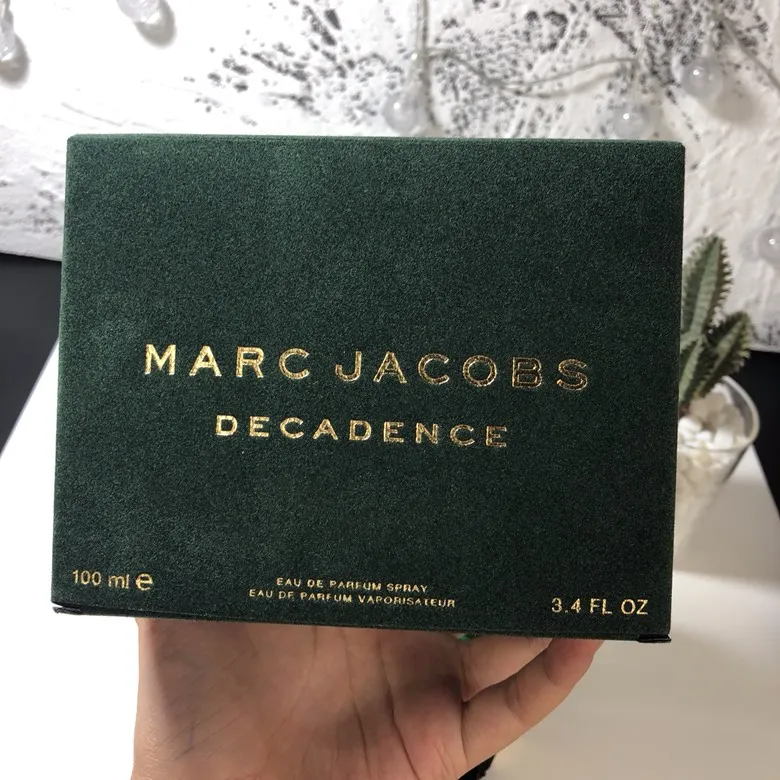 MARC JACOBS
DECADENCE
100 ml ℮
EAU DE PARFUM SPRAY
EAU DE PARFUM VAPORISATEUR
3.4 FL OZ